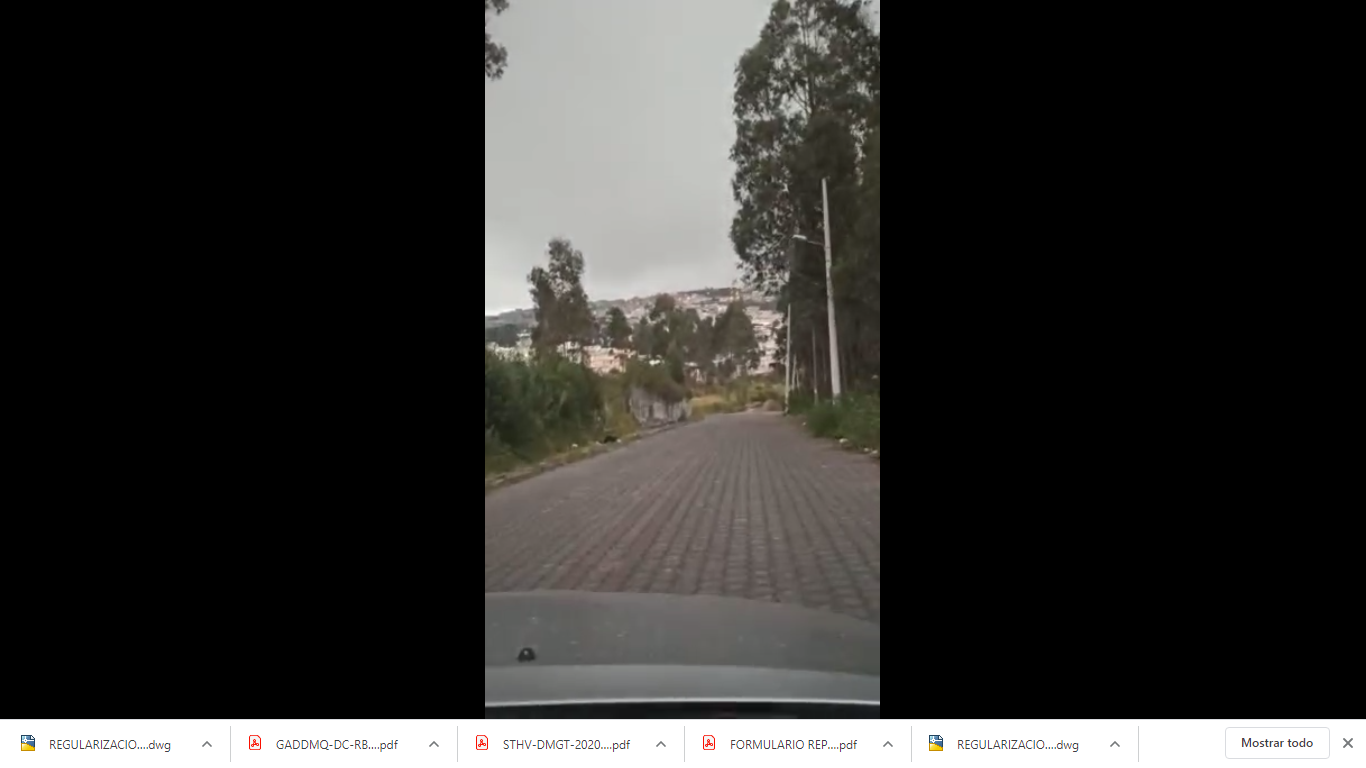 REGULARIZACIO....dwg
GADDMQ-DC-RB....pdf
STHV-DMGT-2020....pdf
FORMULARIO REP....pdf
REGULARIZACIO....dwg
Mostrar todo